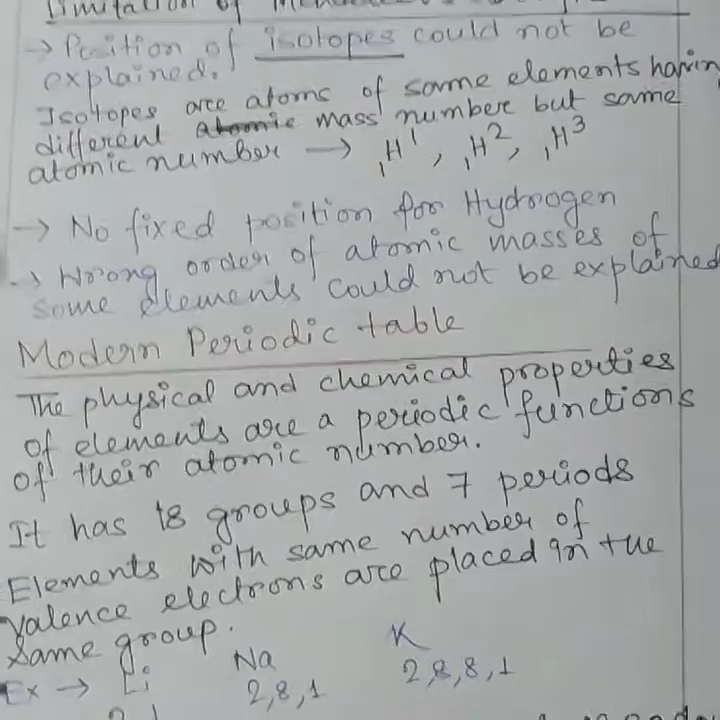 Limitation of
→ Position of isotopes could not be
explained.
Isotopes are atoms of same elements havin
different atomic mass number but same
atomic number → ₁H¹, ₁H², ₁H³
→ No fixed position for Hydrogen
→ Wrong order of atomic masses of
some elements could not be explained
Modern Periodic table
The physical and chemical properties
of elements are a periodic functions
of their atomic number.
It has 18 groups and 7 periods
Elements with same number of
valence electrons are placed in the
same group.
Ex → Li Na K
2,8,1 2,8,8,1